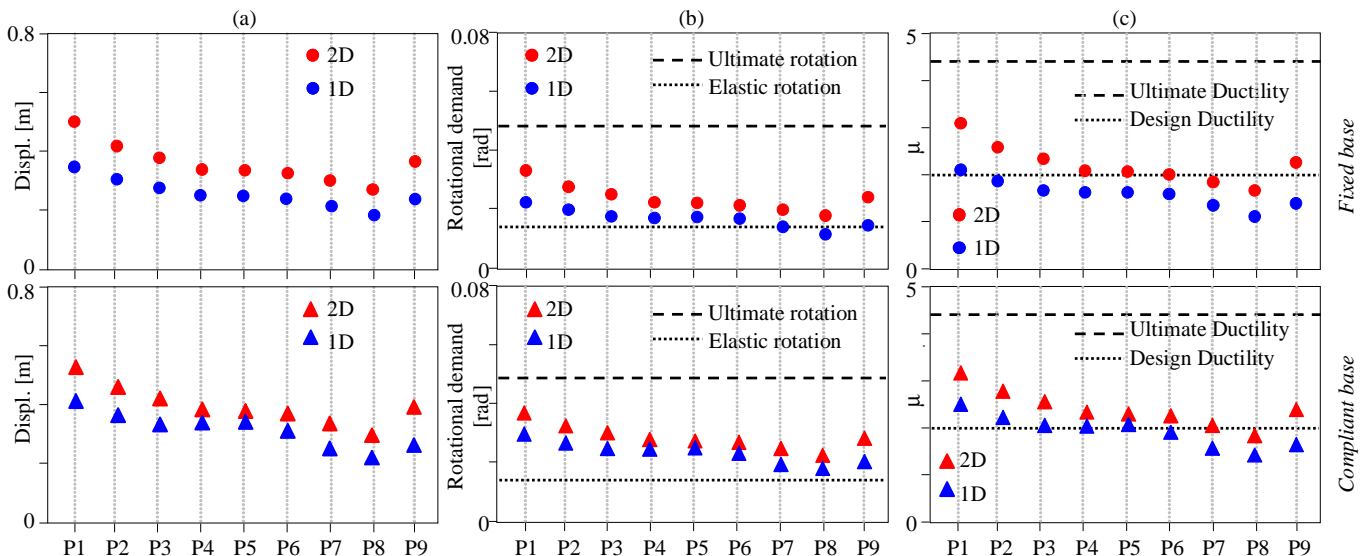 (a)
(b)
(c)
0.8
0
Displ. [m]
2D
1D
0.08
0
Rotational demand
[rad]
2D
1D
Ultimate rotation
Elastic rotation
5
0
μ
Ultimate Ductility
Design Ductility
2D
1D
Fixed base
0.8
0
Displ. [m]
2D
1D
0.08
0
Rotational demand
[rad]
2D
1D
Ultimate rotation
Elastic rotation
5
0
μ
Ultimate Ductility
Design Ductility
2D
1D
Compliant base
P1 P2 P3 P4 P5 P6 P7 P8 P9
P1 P2 P3 P4 P5 P6 P7 P8 P9
P1 P2 P3 P4 P5 P6 P7 P8 P9